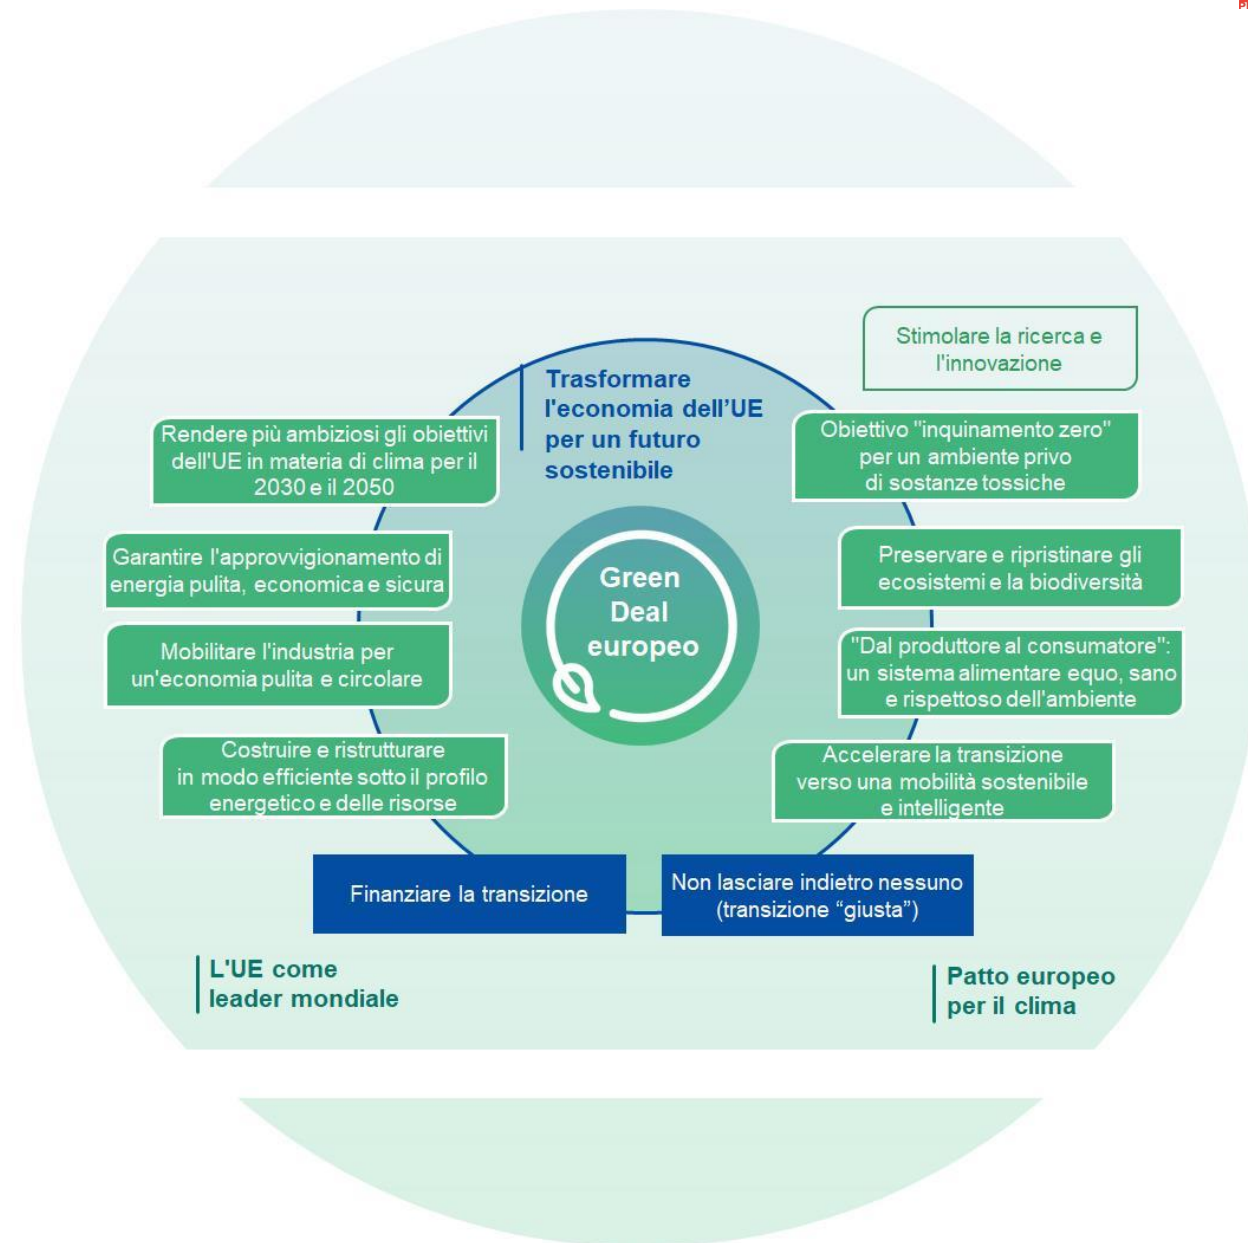 Stimolare la ricerca e
l'innovazione
Trasformare
l'economia dell’UE
per un futuro
sostenibile
Rendere più ambiziosi gli obiettivi
dell'UE in materia di clima per il
2030 e il 2050
Obiettivo "inquinamento zero"
per un ambiente privo
di sostanze tossiche
Garantire l'approvvigionamento di
energia pulita, economica e sicura
Preservare e ripristinare gli
ecosistemi e la biodiversità
Green
Deal
europeo
Mobilitare l'industria per
un'economia pulita e circolare
"Dal produttore al consumatore":
un sistema alimentare equo, sano
e rispettoso dell'ambiente
Costruire e ristrutturare
in modo efficiente sotto il profilo
energetico e delle risorse
Accelerare la transizione
verso una mobilità sostenibile
e intelligente
Finanziare la transizione
Non lasciare indietro nessuno
(transizione “giusta”)
L'UE come
leader mondiale
Patto europeo
per il clima